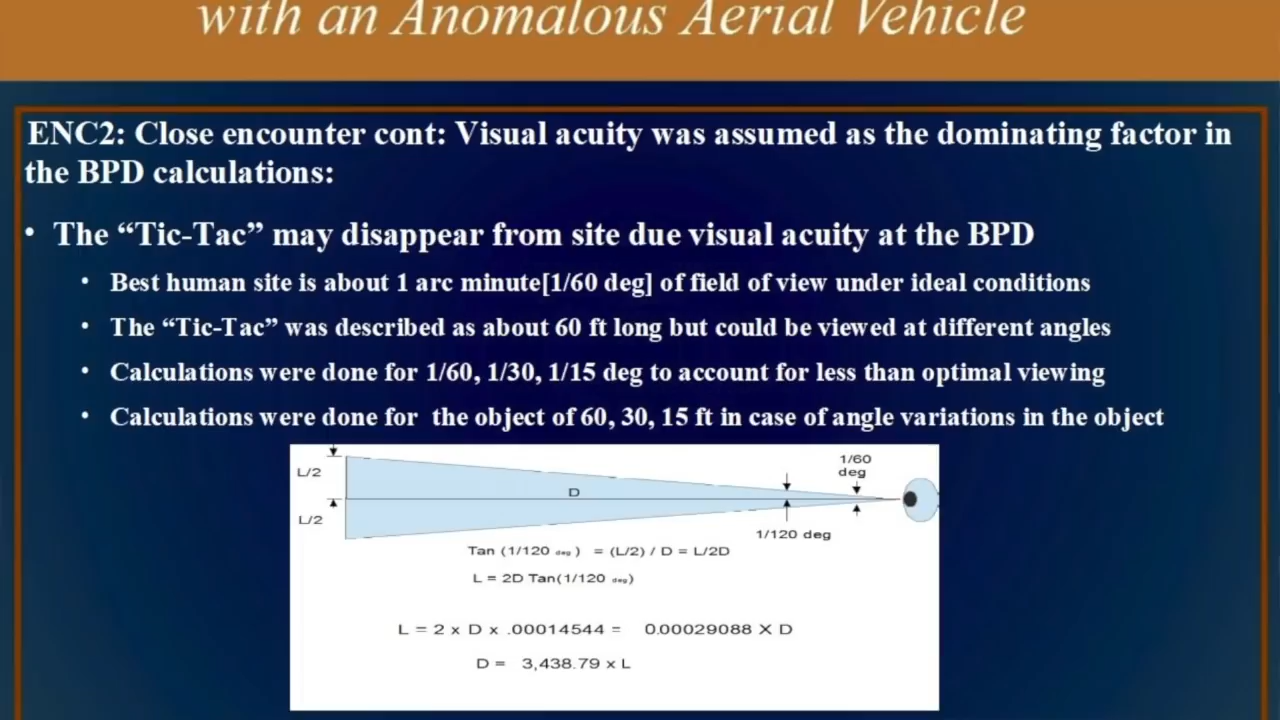 with an Anomalous Aerial Vehicle
ENC2: Close encounter cont: Visual acuity was assumed as the dominating factor in
the BPD calculations:
• The “Tic-Tac” may disappear from site due visual acuity at the BPD
• Best human site is about 1 arc minute[1/60 deg] of field of view under ideal conditions
• The “Tic-Tac” was described as about 60 ft long but could be viewed at different angles
• Calculations were done for 1/60, 1/30, 1/15 deg to account for less than optimal viewing
• Calculations were done for the object of 60, 30, 15 ft in case of angle variations in the object
L/2
1/60
deg
D
L/2
1/120 deg
Tan (1/120 deg ) = (L/2) / D = L/2D
L = 2D Tan(1/120 deg)
L = 2 x D x .00014544 = 0.00029088 X D
D = 3,438.79 x L